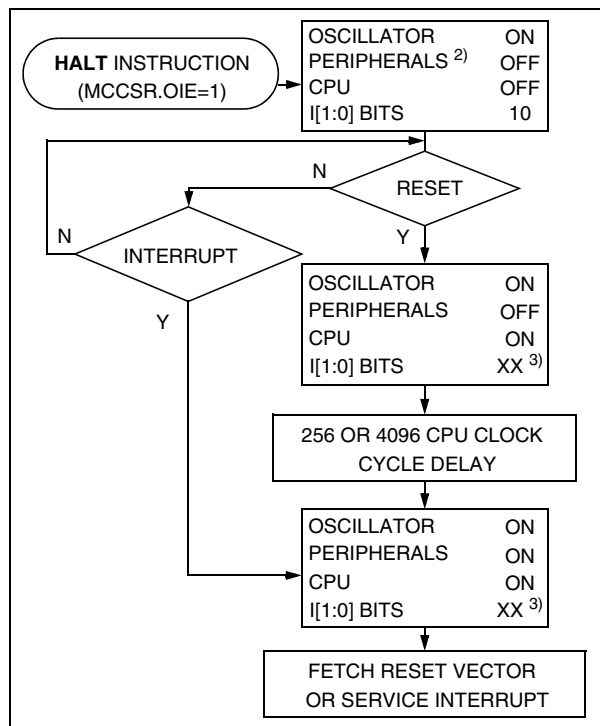 HALT INSTRUCTION
(MCCSR.OIE=1)
OSCILLATOR ON
PERIPHERALS 2) OFF
CPU OFF
I[1:0] BITS 10
N
RESET
N
INTERRUPT
Y
Y
OSCILLATOR ON
PERIPHERALS OFF
CPU ON
I[1:0] BITS XX 3)
256 OR 4096 CPU CLOCK
CYCLE DELAY
OSCILLATOR ON
PERIPHERALS ON
CPU ON
I[1:0] BITS XX 3)
FETCH RESET VECTOR
OR SERVICE INTERRUPT